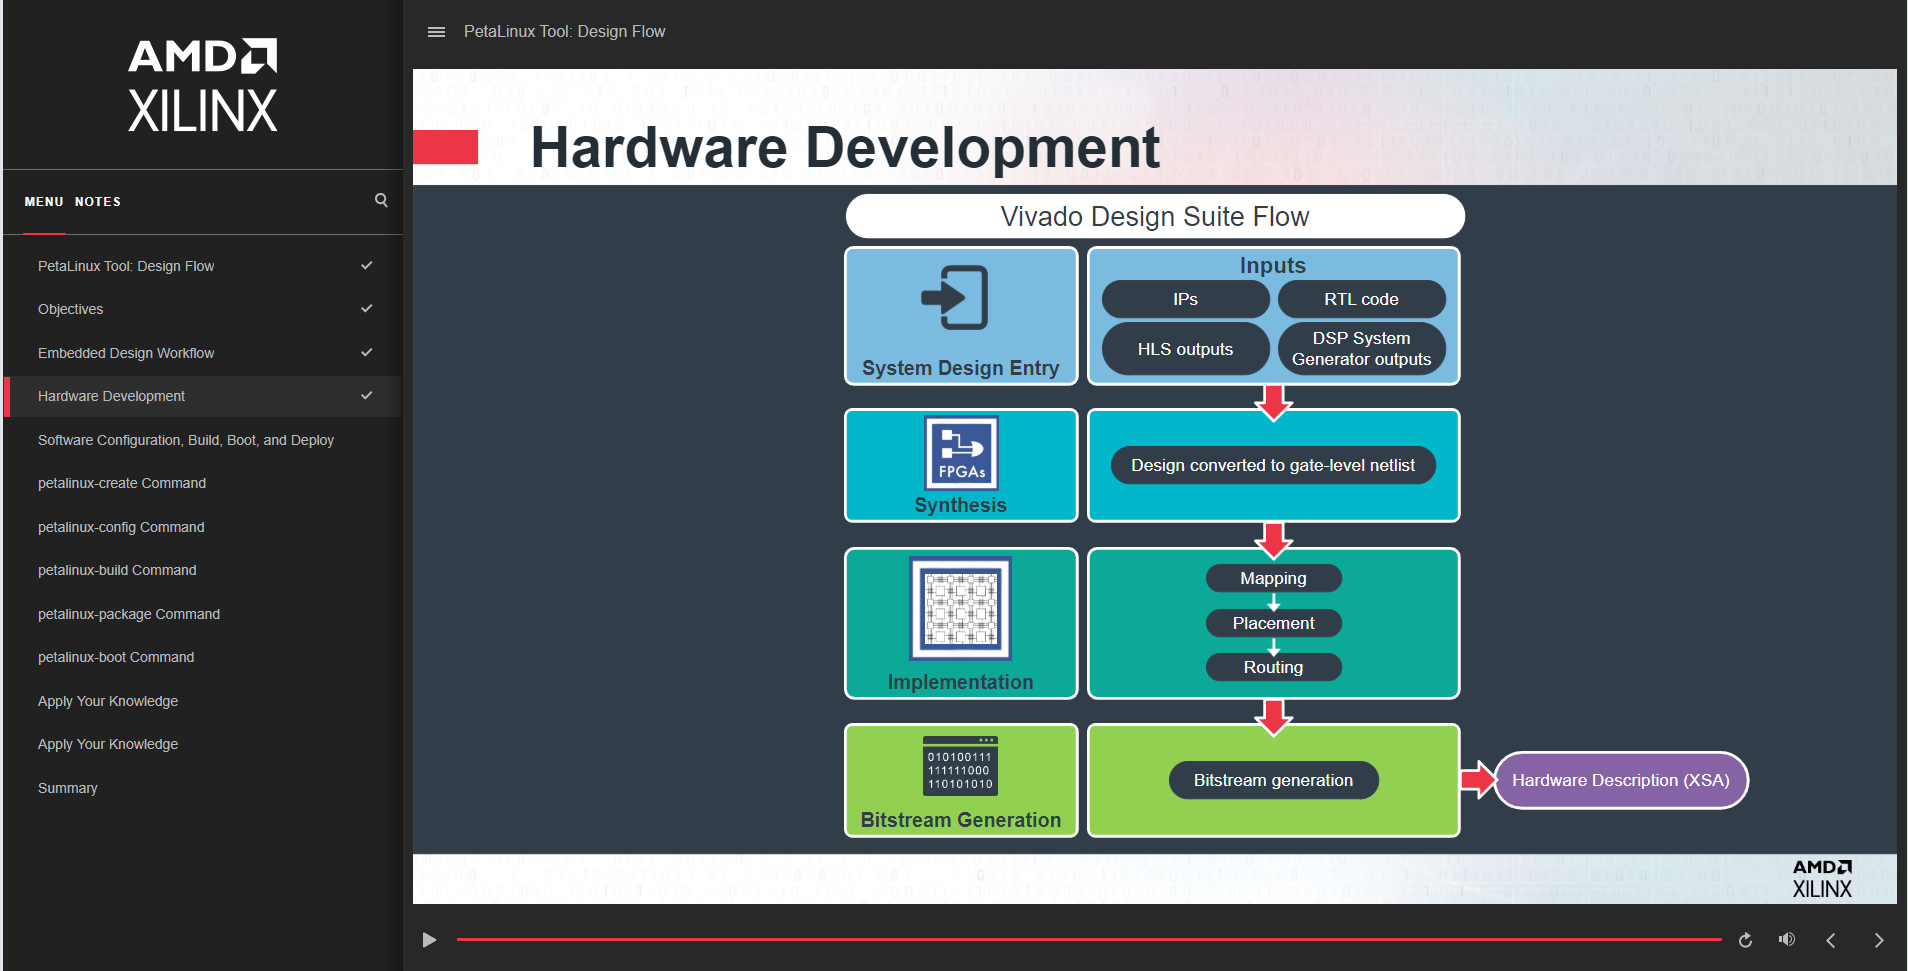 AMD
XILINX
MENU NOTES
PetaLinux Tool: Design Flow
Objectives
Embedded Design Workflow
Hardware Development
Software Configuration, Build, Boot, and Deploy
petalinux-create Command
petalinux-config Command
petalinux-build Command
petalinux-package Command
petalinux-boot Command
Apply Your Knowledge
Apply Your Knowledge
Summary
PetaLinux Tool: Design Flow
Hardware Development
Vivado Design Suite Flow
System Design Entry
Inputs
IPs
RTL code
HLS outputs
DSP System
Generator outputs
FPGAs
Synthesis
Design converted to gate-level netlist
Implementation
Mapping
Placement
Routing
010100111
111111000
110101010
Bitstream Generation
Bitstream generation
Hardware Description (XSA)
AMD
XILINX